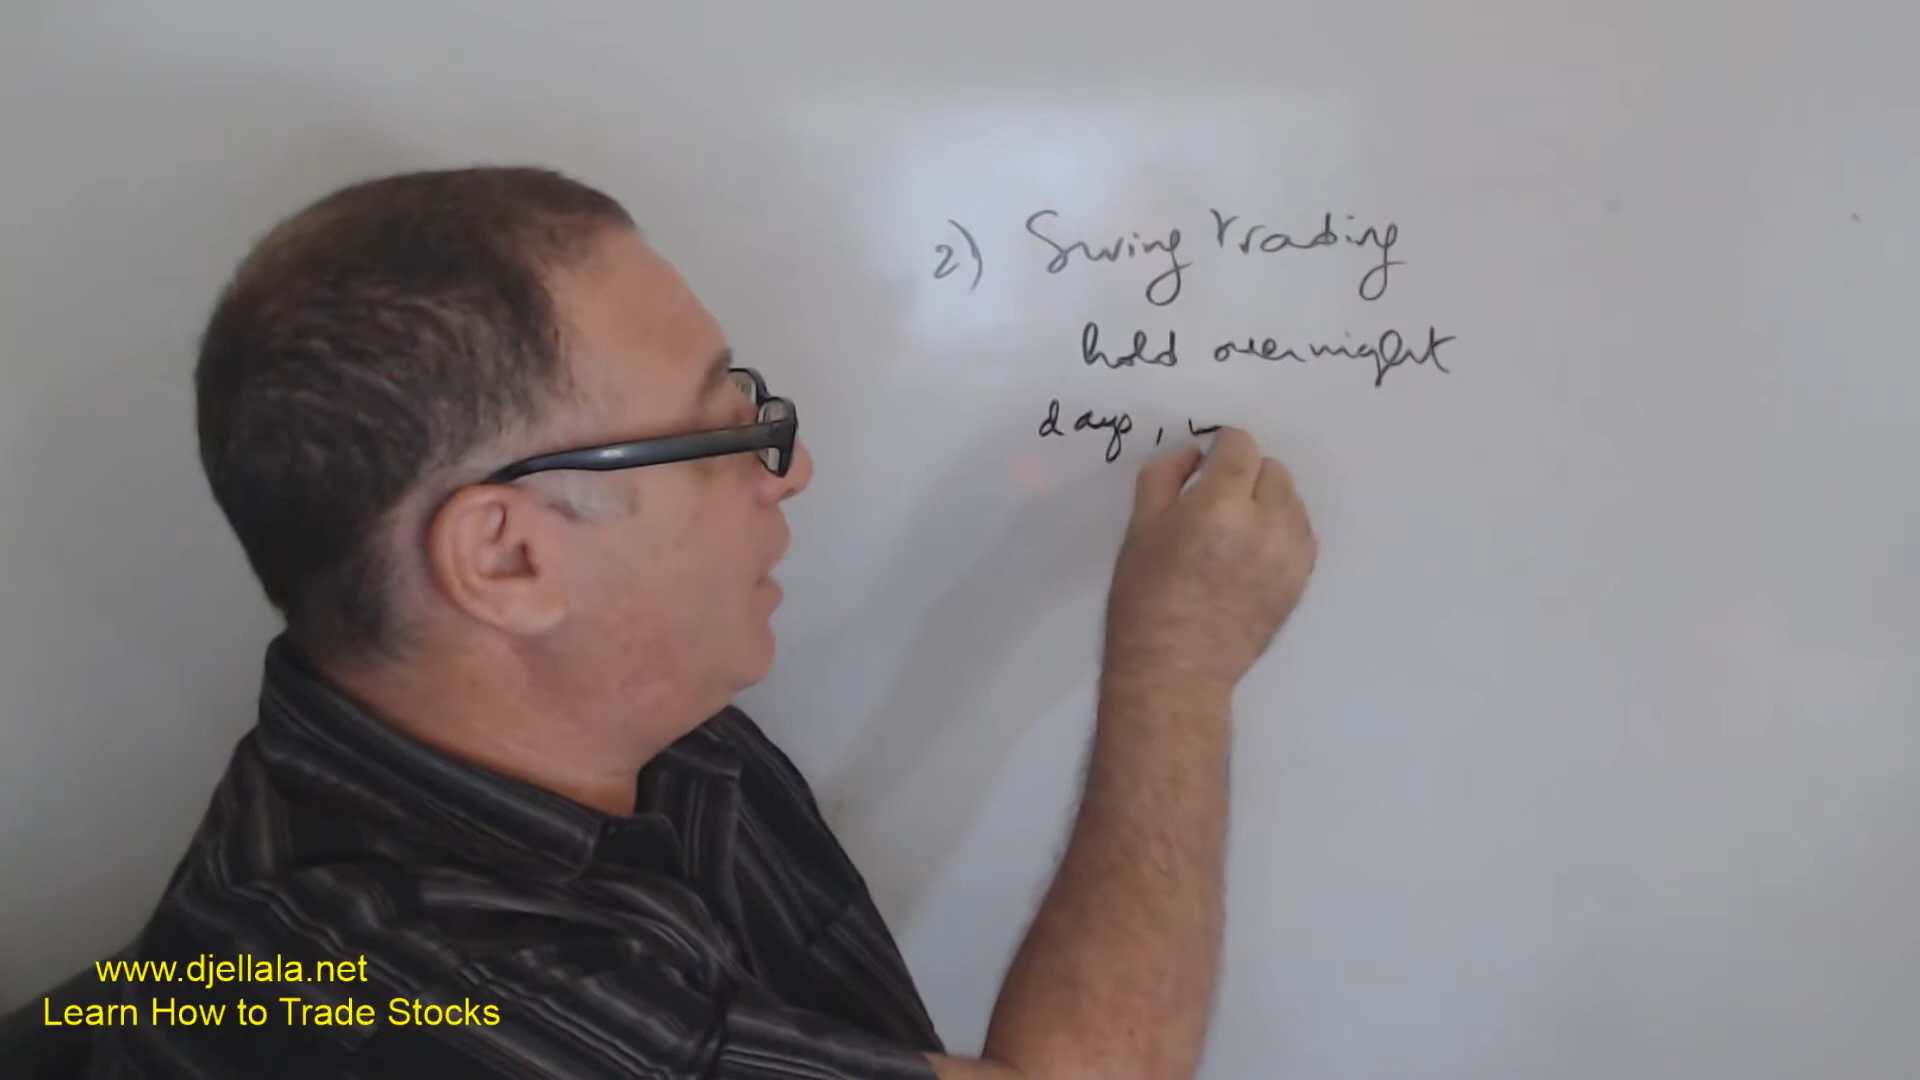 2) Swing trading
hold overnight
days, w
www.djellala.net
Learn How to Trade Stocks